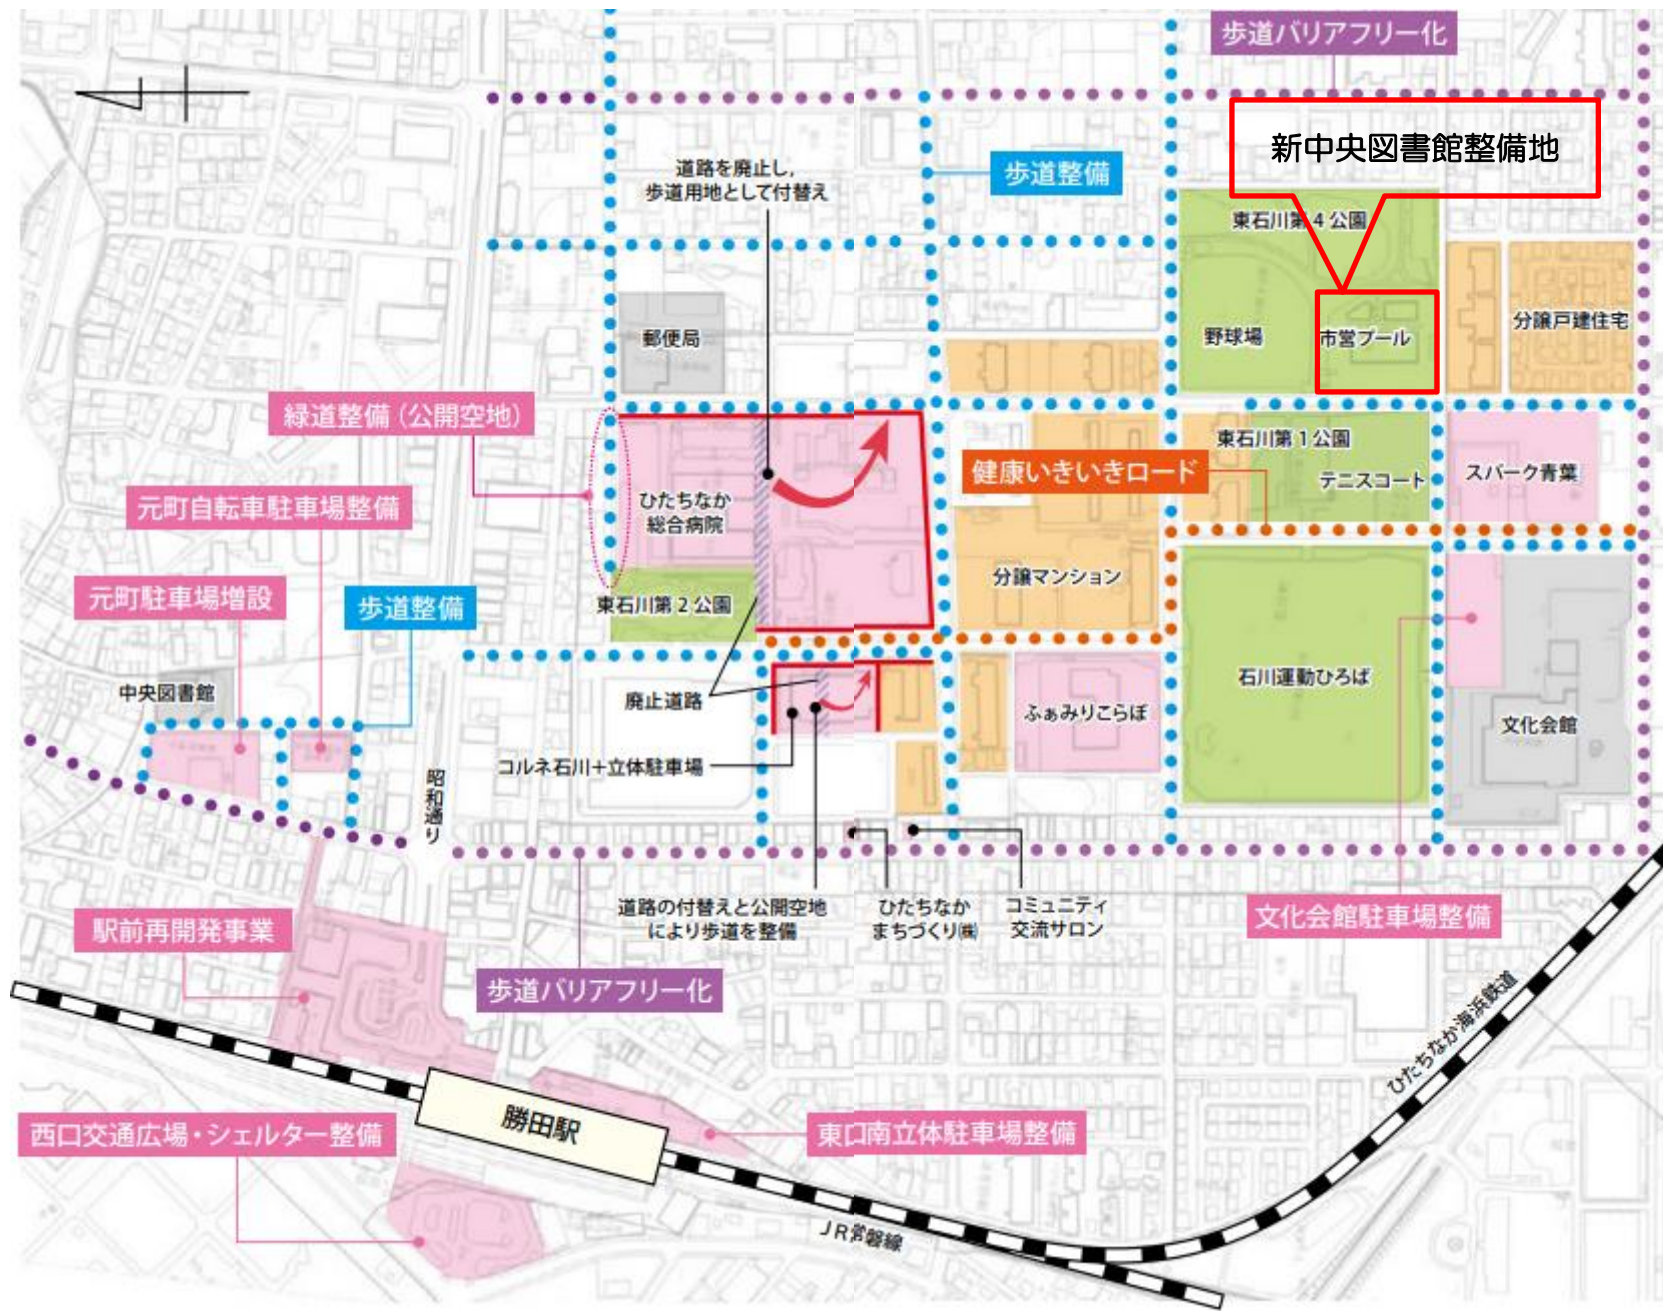 歩道バリアフリー化
新中央図書館整備地
道路を廃止し,
歩道用地として付替え
歩道整備
東石川第4公園
郵便局
野球場
市営プール
分譲戸建住宅
緑道整備(公開空地)
東石川第1公園
テニスコート
健康いきいきロード
スパーク青葉
元町自転車駐車場整備
ひたちなか
総合病院
分譲マンション
元町駐車場増設
歩道整備
東石川第2公園
中央図書館
廃止道路
石川運動ひろば
ふぁみりこらぼ
文化会館
コルネ石川+立体駐車場
昭和通り
道路の付替えと公開空地
により歩道を整備
ひたちなか
まちづくり㈱
コミュニティ
交流サロン
文化会館駐車場整備
駅前再開発事業
歩道バリアフリー化
ひたちなか海浜鉄道
勝田駅
西口交通広場・シェルター整備
東口南立体駐車場整備
JR常磐線